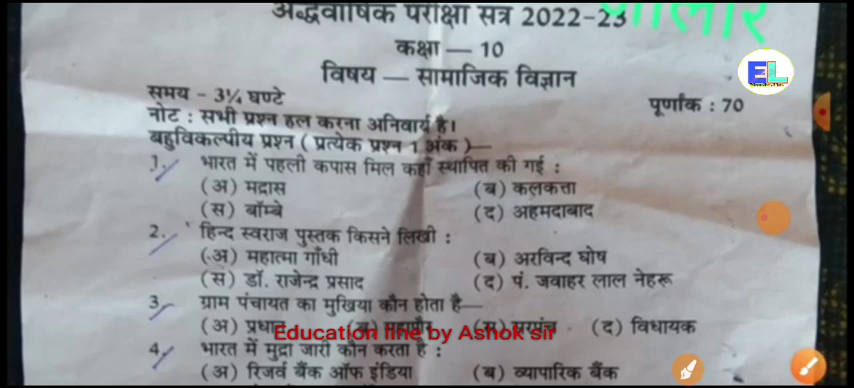 अर्द्धवार्षिक परीक्षा सत्र 2022-23
कक्षा — 10
EL
विषय — सामाजिक विज्ञान
समय - 3¼ घण्टे
पूर्णांक : 70
नोट : सभी प्रश्न हल करना अनिवार्य है।
बहुविकल्पीय प्रश्न ( प्रत्येक प्रश्न 1 अंक )—
1. भारत में पहली कपास मिल कहाँ स्थापित की गई :
(अ) मद्रास (ब) कलकत्ता
(स) बॉम्बे (द) अहमदाबाद
2. हिन्द स्वराज पुस्तक किसने लिखी :
(अ) महात्मा गाँधी (ब) अरविन्द घोष
(स) डॉ. राजेन्द्र प्रसाद (द) पं. जवाहर लाल नेहरू
3. ग्राम पंचायत का मुखिया कौन होता है—
(अ) प्रधान (स) सरपंच (द) विधायक
Education line by Ashok sir
4. भारत में मुद्रा जारी कौन करता है :
(अ) रिजर्व बैंक ऑफ इंडिया (ब) व्यापारिक बैंक